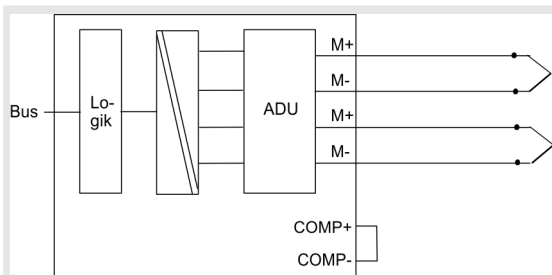 M+
M-
Bus
Lo-
gik
ADU
M+
M-
COMP+
COMP-